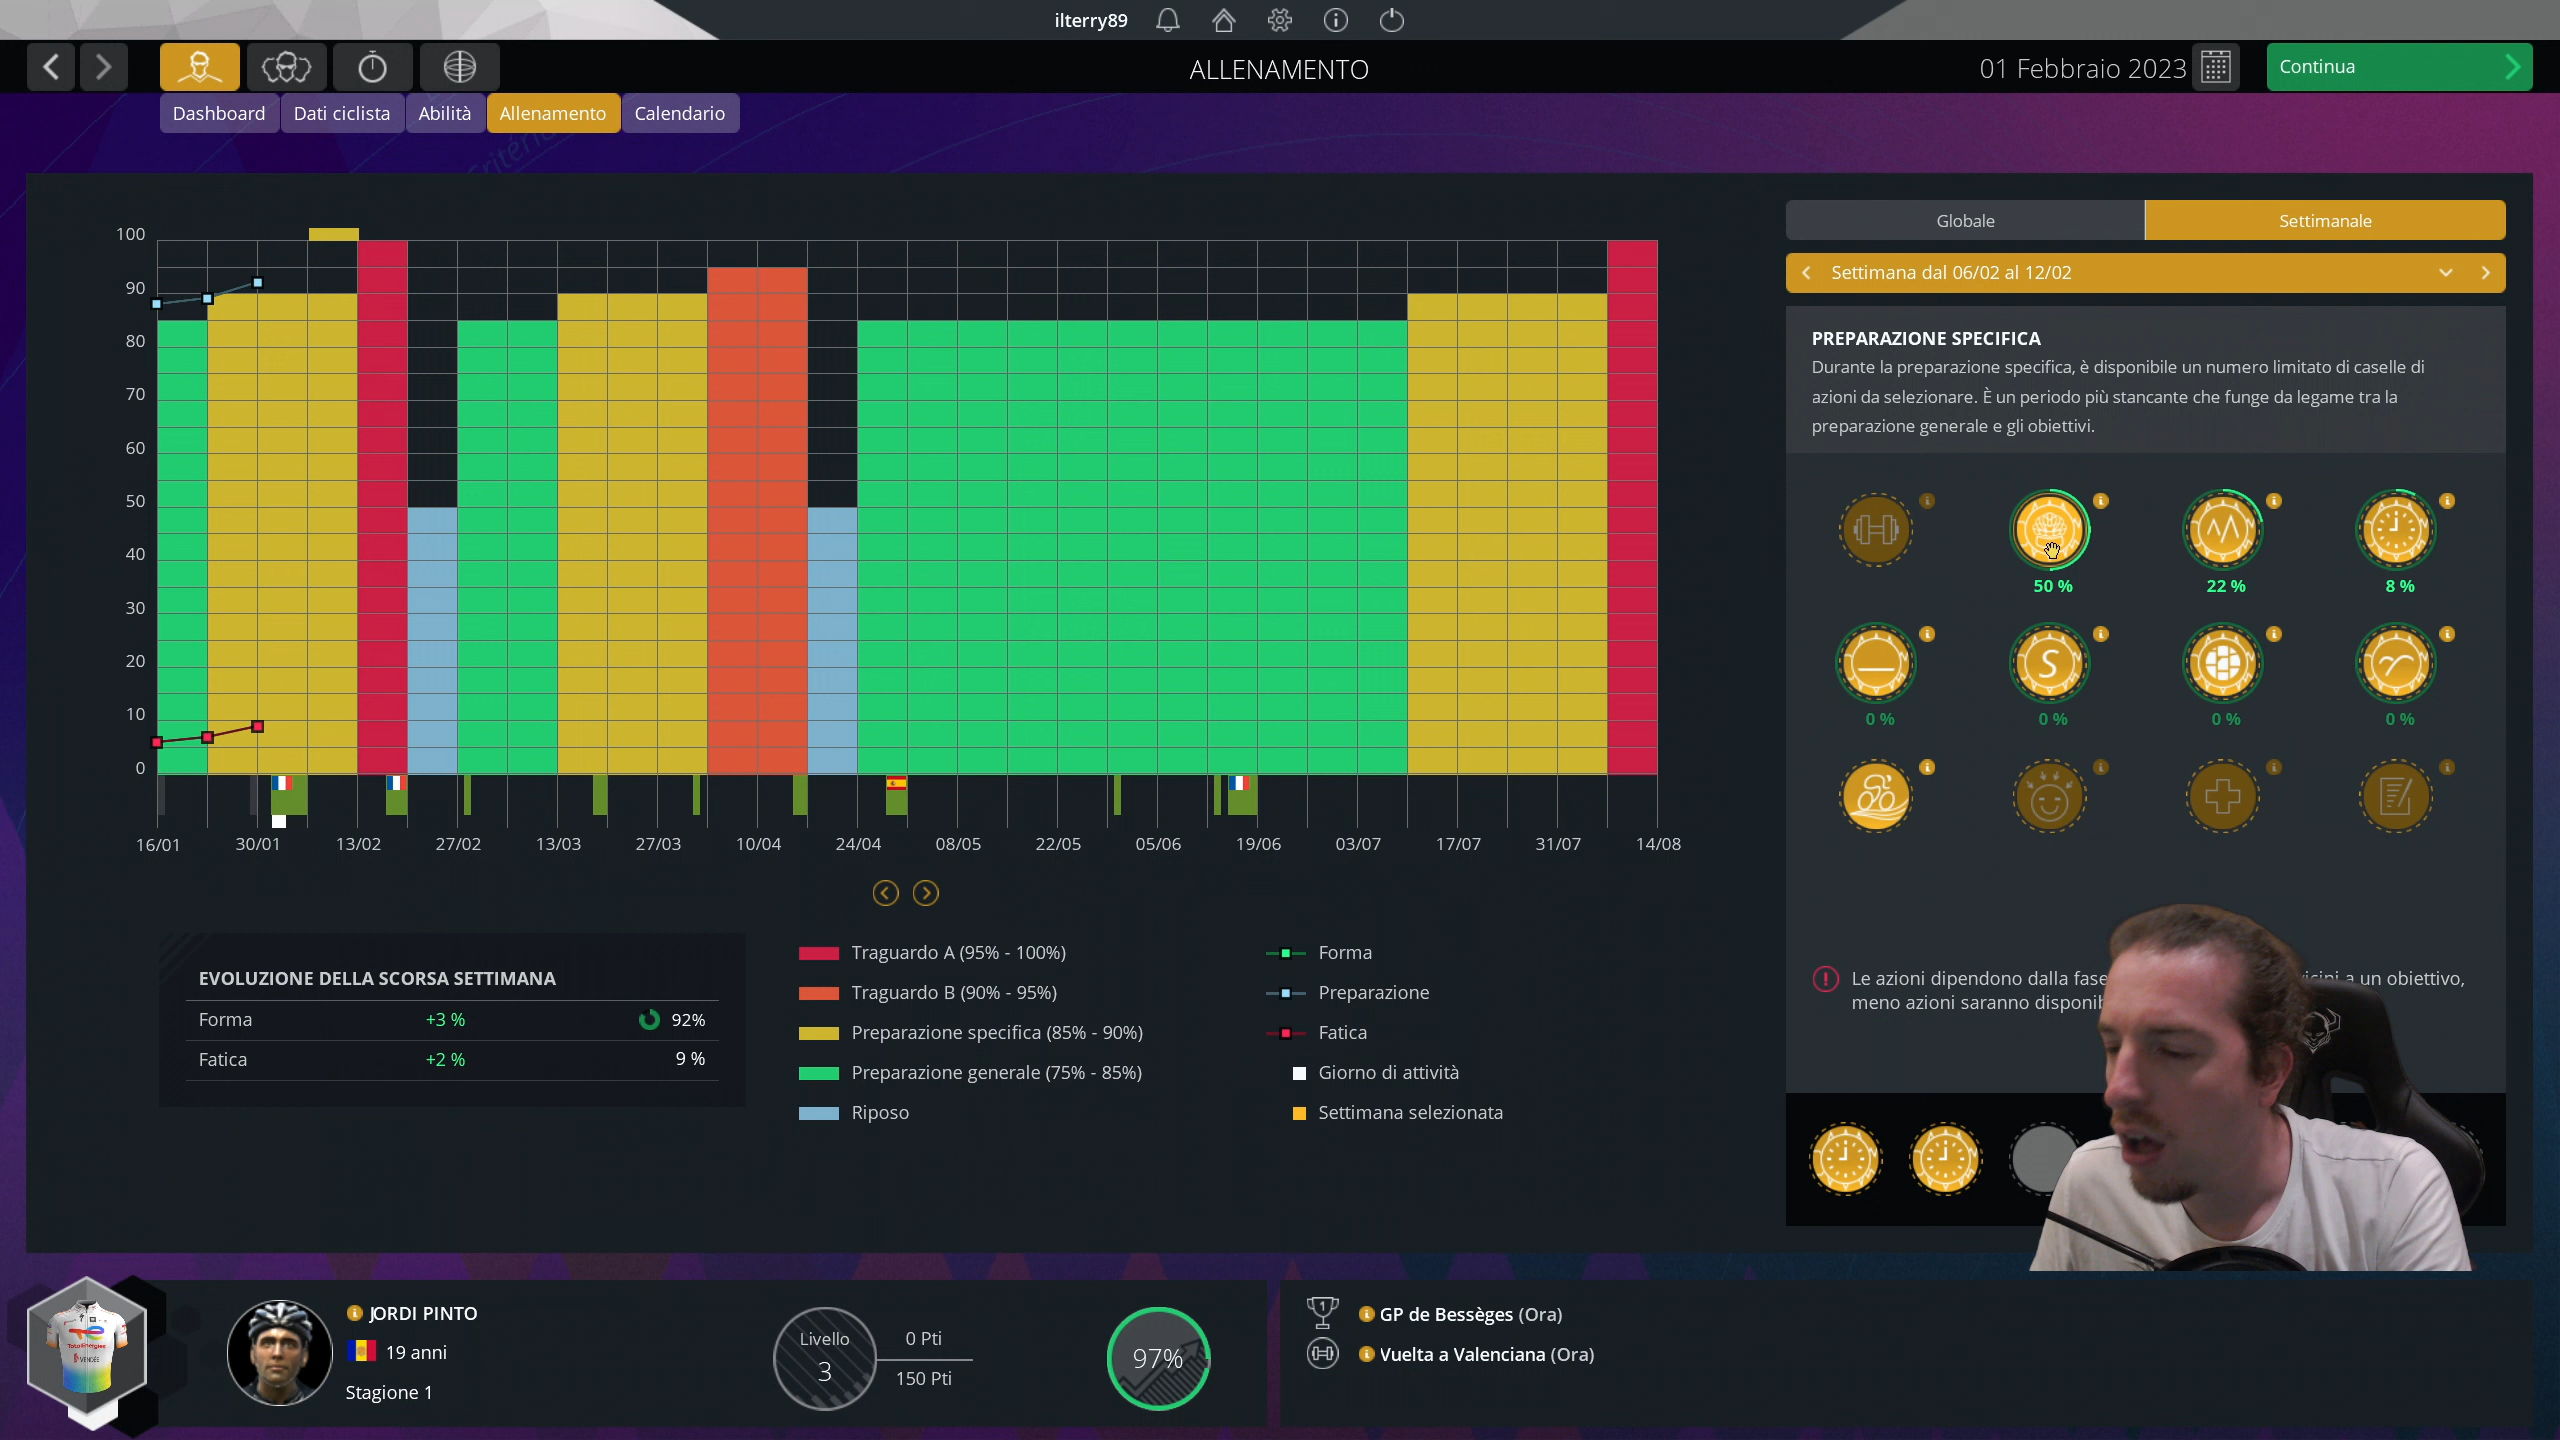 ilterry89
ALLENAMENTO
01 Febbraio 2023
Continua
Dashboard
Dati ciclista
Abilità
Allenamento
Calendario
Globale
Settimanale
Settimana dal 06/02 al 12/02
PREPARAZIONE SPECIFICA
Durante la preparazione specifica, è disponibile un numero limitato di caselle di
azioni da selezionare. È un periodo più stancante che funge da legame tra la
preparazione generale e gli obiettivi.
50 %
22 %
8 %
0 %
0 %
0 %
0 %
Le azioni dipendono dalla fase a un obiettivo,
meno azioni saranno
100
90
80
70
60
50
40
30
20
10
0
16/01
30/01
13/02
27/02
13/03
27/03
10/04
24/04
08/05
22/05
05/06
19/06
03/07
17/07
31/07
14/08
EVOLUZIONE DELLA SCORSA SETTIMANA
Forma +3 % 92%
Fatica +2 % 9 %
Traguardo A (95% - 100%)
Traguardo B (90% - 95%)
Preparazione specifica (85% - 90%)
Preparazione generale (75% - 85%)
Riposo
Forma
Preparazione
Fatica
Giorno di attività
Settimana selezionata
JORDI PINTO
19 anni
Stagione 1
Livello
3
0 Pti
150 Pti
97%
GP de Bessèges (Ora)
Vuelta a Valenciana (Ora)